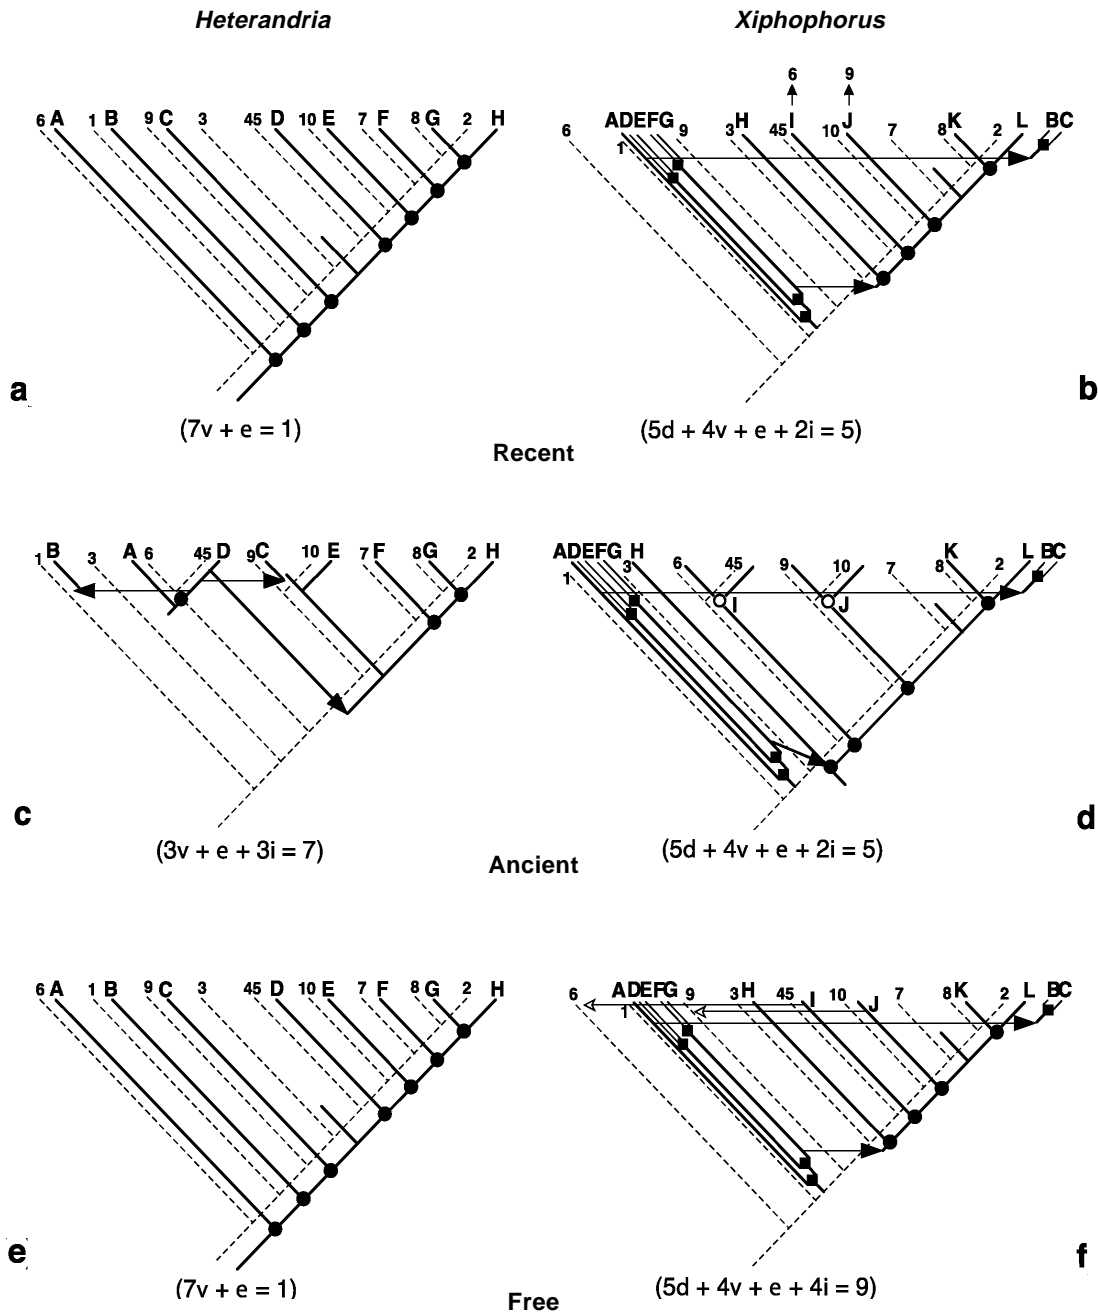 Heterandria
Xiphophorus
6 9
6 A 1 B 9 C 3 45 D 10 E 7 F 8 G 2 H
6 ADEFG 9 3 H 45 I 10 J 7 8 K 2 L BC
1
a
b
(7v + e = 1)
(5d + 4v + e + 2i = 5)
Recent
1 B 3 A 6 45 D 9 C 10 E 7 F 8 G 2 H
ADEFG H 6 45 9 10 7 K 8 2 L BC
1 3
I J
c
d
(3v + e + 3i = 7)
(5d + 4v + e + 2i = 5)
Ancient
6 A 1 B 9 C 3 45 D 10 E 7 F 8 G 2 H
6 ADEFG 9 3 H 45 I 10 J 7 8 K 2 L BC
1
e
f
(7v + e = 1)
(5d + 4v + e + 4i = 9)
Free